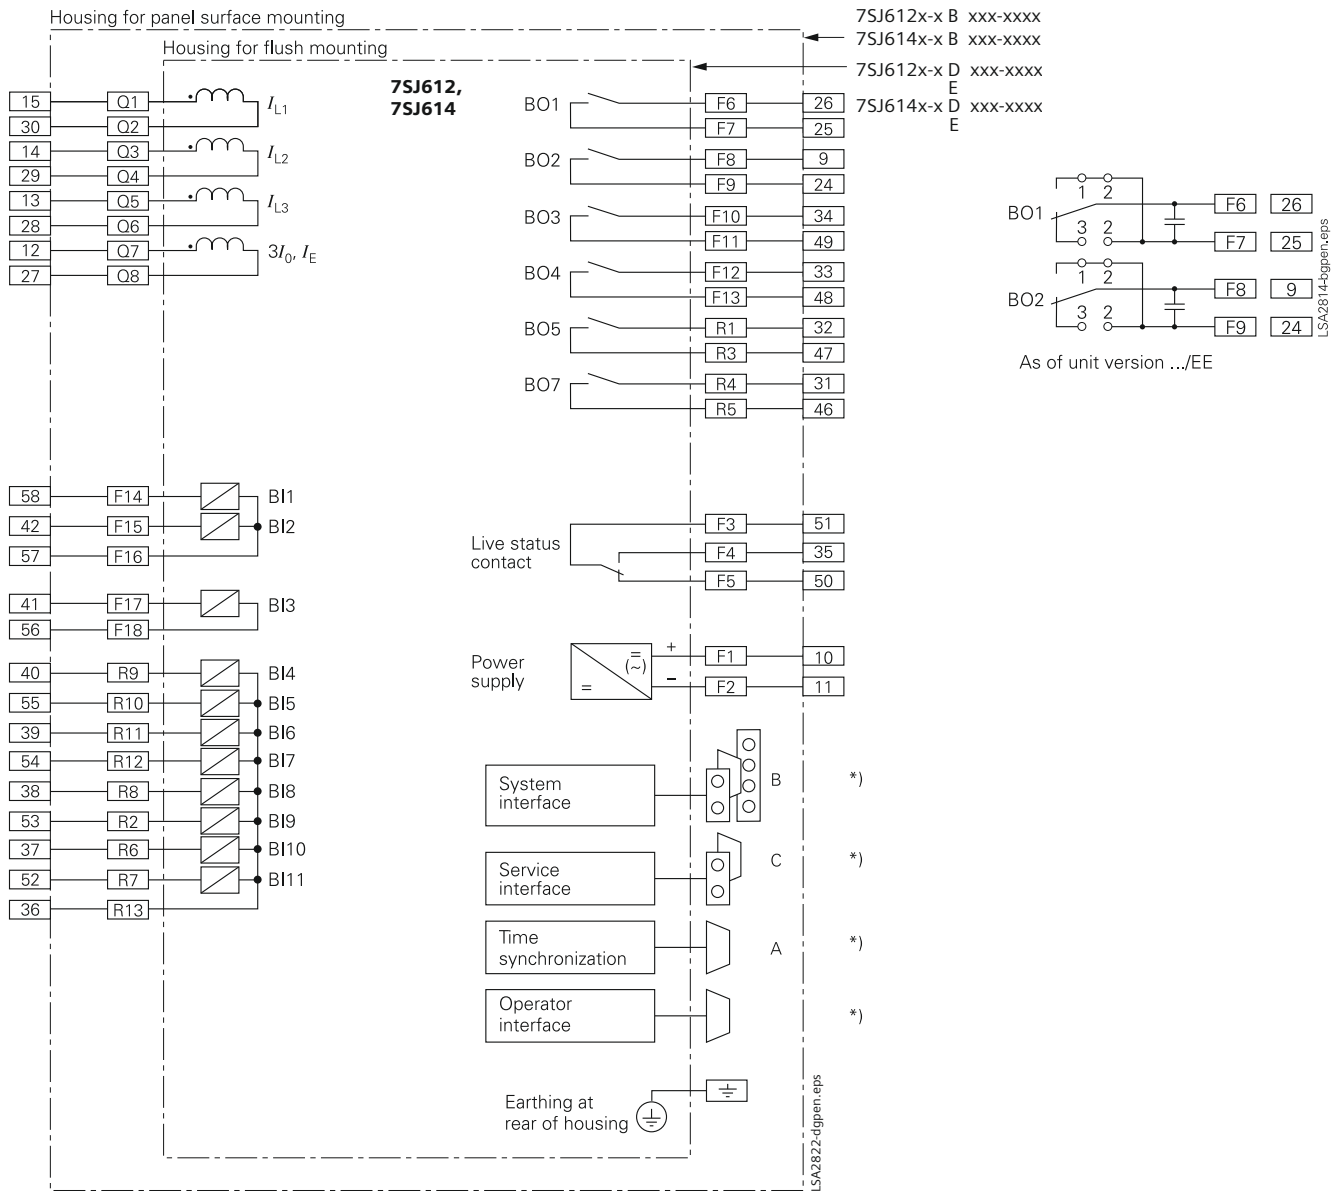 Housing for panel surface mounting
7SJ612x-x B xxx-xxxx
7SJ614x-x B xxx-xxxx
Housing for flush mounting
7SJ612x-x D xxx-xxxx
E
7SJ614x-x D xxx-xxxx
E
7SJ612,
7SJ614
15 Q1 I L1
30 Q2
14 Q3 I L2
29 Q4
13 Q5 I L3
28 Q6
12 Q7 3I0, IE
27 Q8
BO1 F6 26
F7 25
BO2 F8 9
F9 24
BO3 F10 34
F11 49
BO4 F12 33
F13 48
BO5 R1 32
R3 47
BO7 R4 31
R5 46
1 2
BO1 F6 26
3 2
F7 25
1 2
BO2 F8 9
3 2
F9 24
As of unit version .../EE
LSA2814-bgpen.eps
58 F14 BI1
42 F15 BI2
57 F16
41 F17 BI3
56 F18
40 R9 BI4
55 R10 BI5
39 R11 BI6
54 R12 BI7
38 R8 BI8
53 R2 BI9
37 R6 BI10
52 R7 BI11
36 R13
Live status
contact
F3 51
F4 35
F5 50
Power
supply
= (~)
=
+ F1 10
- F2 11
System
interface
B *)
Service
interface
C *)
Time
synchronization
A *)
Operator
interface
*)
Earthing at
rear of housing
LSA2822-dgpen.eps